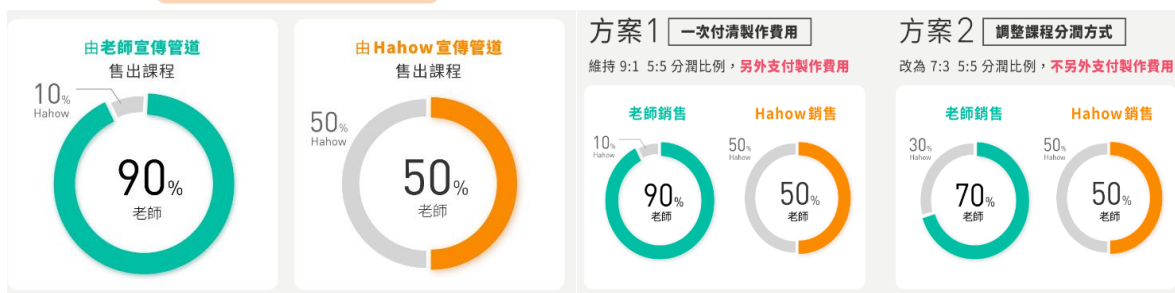 由老師宣傳管道
售出課程
10%
Hahow
90%
老師
由Hahow宣傳管道
售出課程
50%
Hahow
50%
老師
方案1 一次付清製作費用
維持 9:1 5:5 分潤比例，另外支付製作費用
老師銷售
10%
Hahow
90%
老師
Hahow銷售
50%
Hahow
50%
老師
方案2 調整課程分潤方式
改為 7:3 5:5 分潤比例，不另外支付製作費用
老師銷售
30%
Hahow
70%
老師
Hahow銷售
50%
Hahow
50%
老師